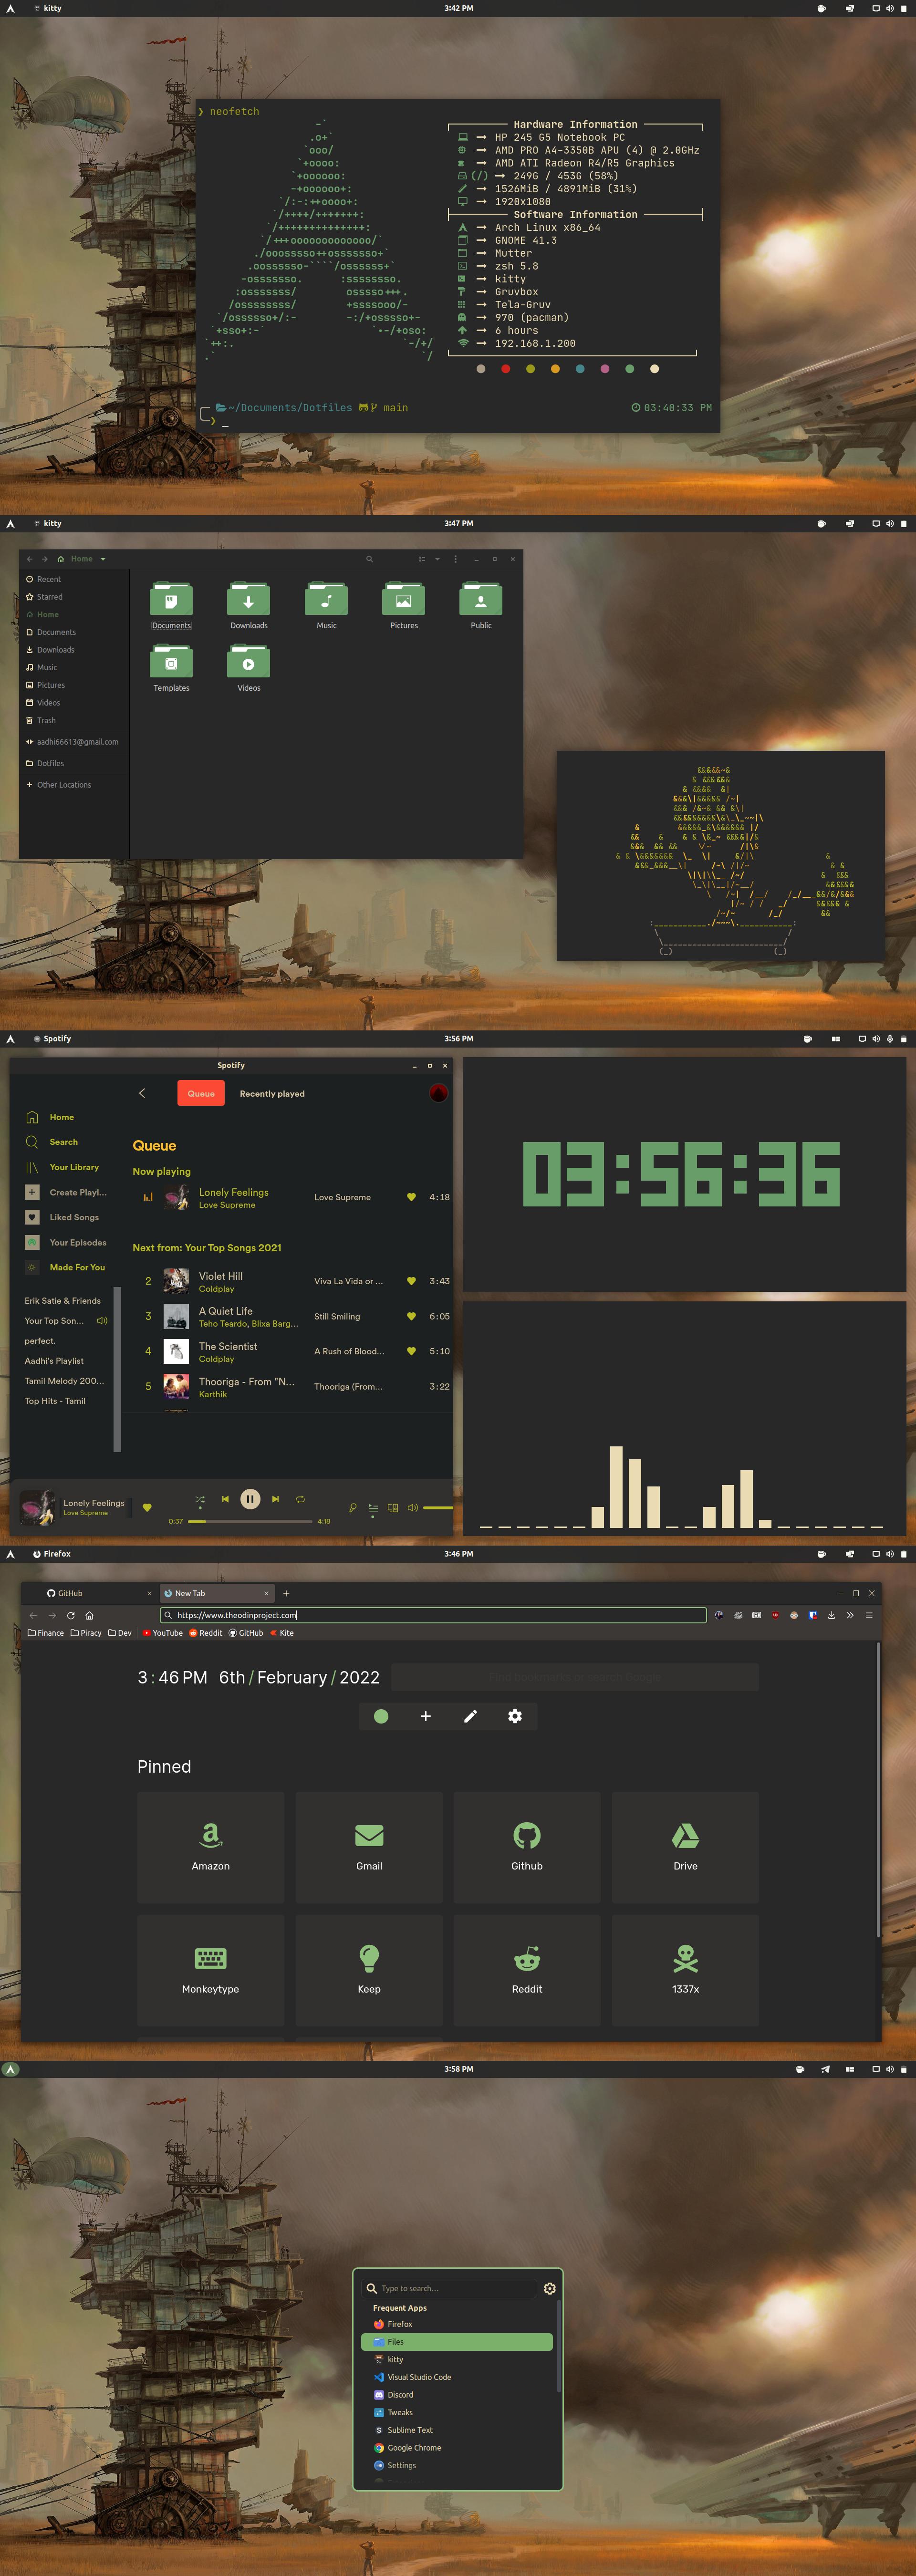 kitty
3:42 PM
❯ neofetch
Hardware Information
HP 245 G5 Notebook PC
AMD PRO A4-3350B APU (4) @ 2.0GHz
AMD ATI Radeon R4/R5 Graphics
(/) → 249G / 453G (58%)
1526MiB / 4891MiB (31%)
1920x1080
Software Information
Arch Linux x86_64
GNOME 41.3
Mutter
zsh 5.8
kitty
Gruvbox
Tela-Gruv
970 (pacman)
6 hours
192.168.1.200
~/Documents/Dotfiles main
03:40:33 PM
kitty
3:47 PM
Home
Recent
Starred
Home
Documents
Downloads
Music
Pictures
Videos
Trash
aadhi66613@gmail.com
Dotfiles
Other Locations
Documents
Downloads
Music
Pictures
Public
Templates
Videos
Spotify
3:56 PM
Spotify
Queue
Recently played
Home
Search
Your Library
Create Playl...
Liked Songs
Your Episodes
Made For You
Erik Satie & Friends
Your Top Son...
perfect.
Aadhi's Playlist
Tamil Melody 200...
Top Hits - Tamil
Queue
Now playing
Lonely Feelings
Love Supreme
Love Supreme
4:18
Next from: Your Top Songs 2021
2
Violet Hill
Coldplay
Viva La Vida or ...
3:43
3
A Quiet Life
Teho Teardo, Blixa Barg...
Still Smiling
6:05
4
The Scientist
Coldplay
A Rush of Blood...
5:10
5
Thooriga - From "N...
Karthik
Thooriga (From...
3:22
Lonely Feelings
Love Supreme
0:37
4:18
03:56:36
Firefox
3:46 PM
GitHub
New Tab
https://www.theodinproject.com
Finance
Piracy
Dev
YouTube
Reddit
GitHub
Kite
3:46 PM 6th/February/2022
Pinned
Amazon
Gmail
Github
Drive
Monkeytype
Keep
Reddit
1337x
3:58 PM
Type to search...
Frequent Apps
Firefox
Files
kitty
Visual Studio Code
Discord
Tweaks
Sublime Text
Google Chrome
Settings